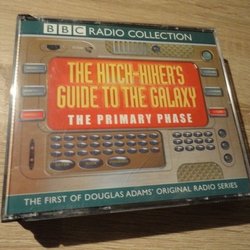 BBC RADIO COLLECTION
THE HITCH-HIKER'S
GUIDE TO THE GALAXY
THE PRIMARY PHASE
THE FIRST OF DOUGLAS ADAMS' ORIGINAL RADIO SERIES